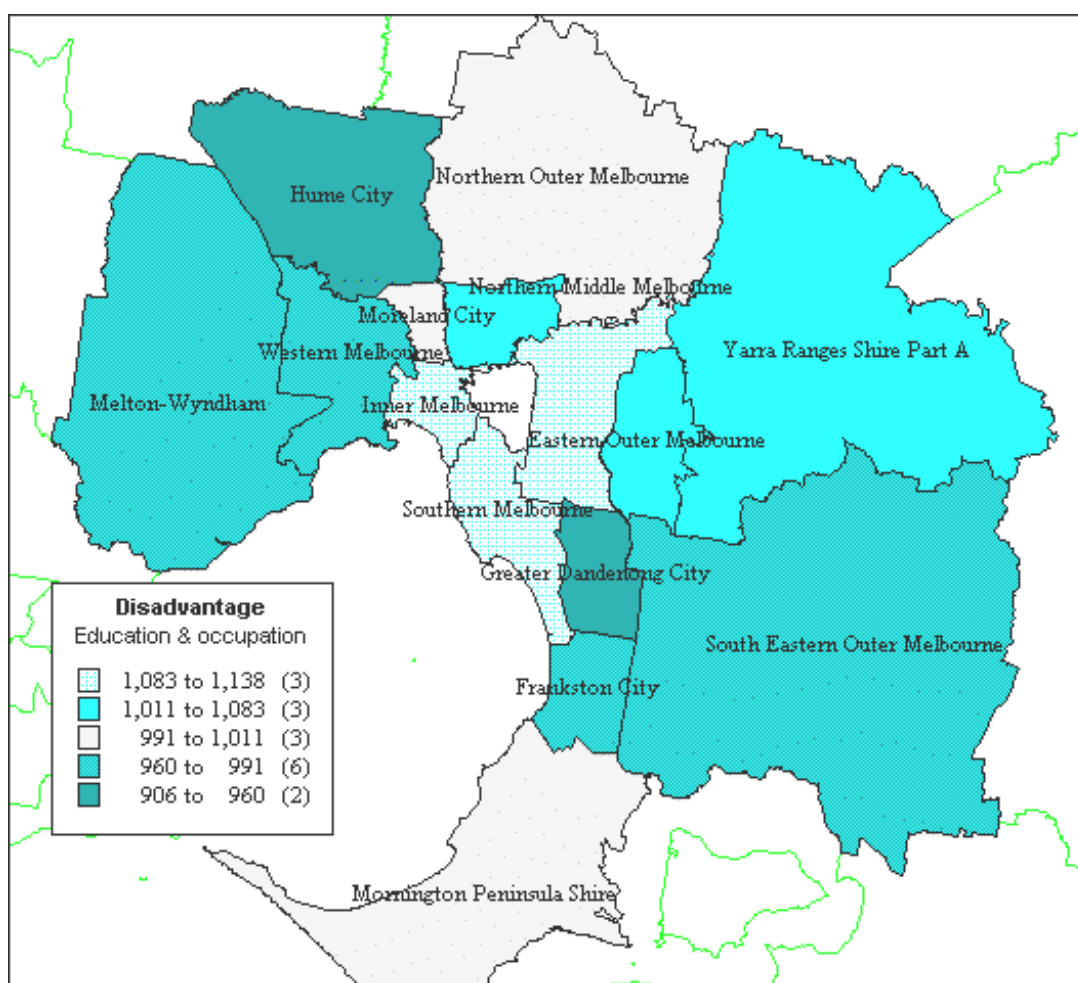 Northern Outer Melbourne
Hume City
Northern Middle Melbourne
Moreland City
Western Melbourne
Yarra Ranges Shire Part A
Melton-Wyndham
Inner Melbourne
Eastern Outer Melbourne
Southern Melbourne
Greater Dandenong City
South Eastern Outer Melbourne
Frankston City
Mornington Peninsula Shire
Disadvantage
Education & occupation
1,083 to 1,138 (3)
1,011 to 1,083 (3)
991 to 1,011 (3)
960 to 991 (6)
906 to 960 (2)